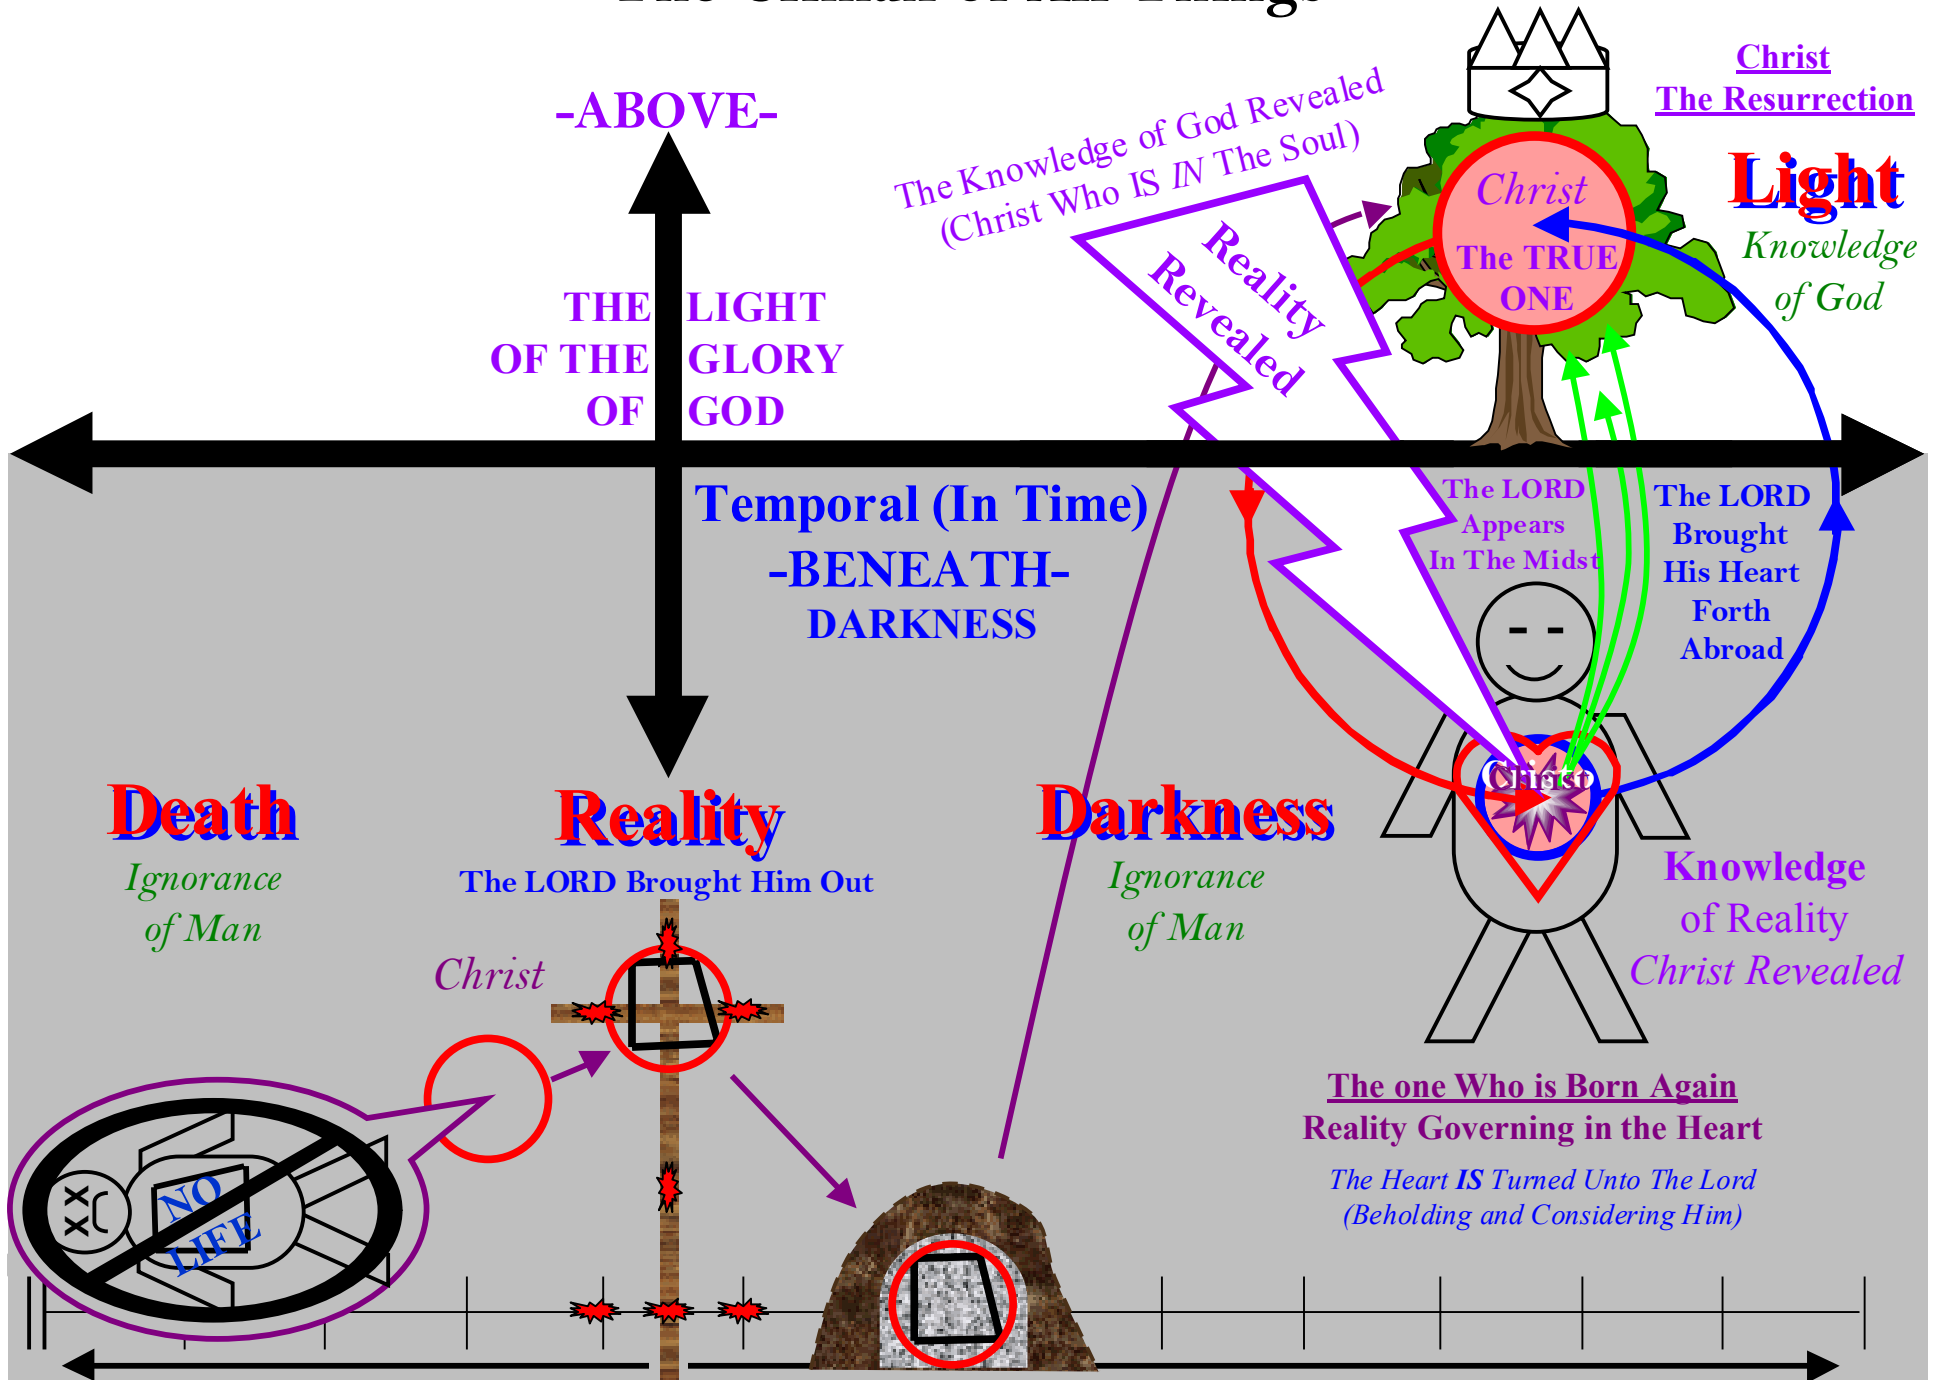 -ABOVE-
THE LIGHT
OF THE GLORY
OF GOD
The Knowledge of God Revealed
(Christ Who IS IN The Soul)
Reality
Revealed
Christ
The Resurrection
Light
Knowledge
of God
Christ
The TRUE
ONE
Temporal (In Time)
-BENEATH-
DARKNESS
The LORD
Appears
In The Midst
The LORD
Brought
His Heart
Forth
Abroad
Death
Ignorance
of Man
Reality
The LORD Brought Him Out
Darkness
Ignorance
of Man
Christ
Christ
Knowledge
of Reality
Christ Revealed
Christ
NO
LIFE
The one Who is Born Again
Reality Governing in the Heart
The Heart IS Turned Unto The Lord
(Beholding and Considering Him)